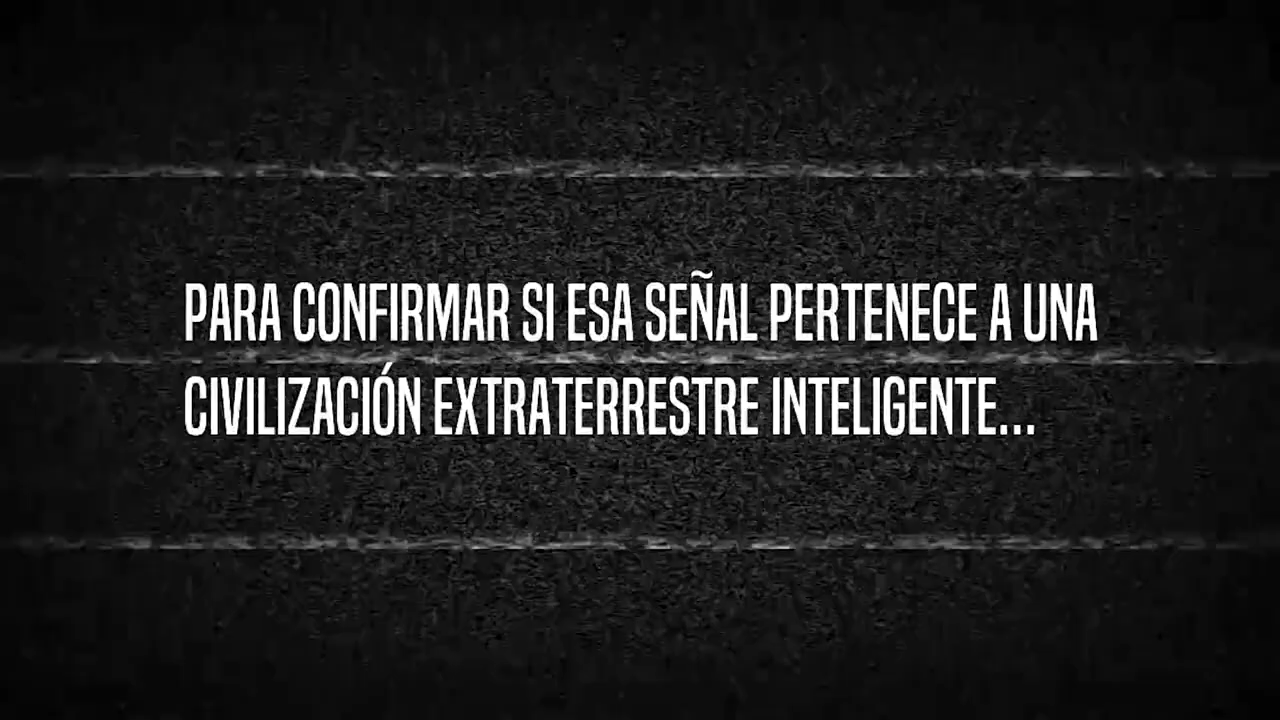 PARA CONFIRMAR SI ESA SEÑAL PERTENECE A UNA
CIVILIZACIÓN EXTRATERRESTRE INTELIGENTE...